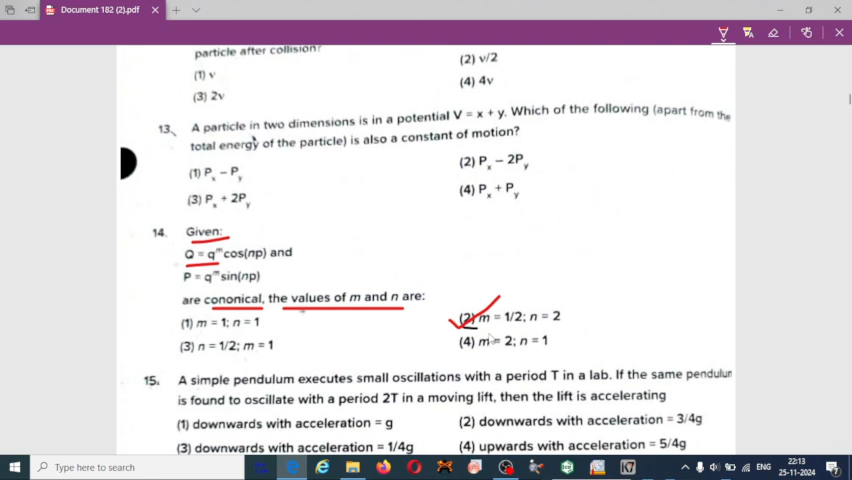 Document 182 (2).pdf
particle after collision?
(1) v
(2) v/2
(3) 2v
(4) 4v
13. A particle in two dimensions is in a potential V = x + y. Which of the following (apart from the
total energy of the particle) is also a constant of motion?
(1) Pₓ − Pᵧ
(2) Pₓ − 2Pᵧ
(3) Pₓ + 2Pᵧ
(4) Pₓ + Pᵧ
14. Given:
Q = qᵐcos(np) and
P = qᵐsin(np)
are cononical, the values of m and n are:
(1) m = 1; n = 1
(2) m = 1/2; n = 2
(3) n = 1/2; m = 1
(4) m = 2; n = 1
15. A simple pendulum executes small oscillations with a period T in a lab. If the same pendulum
is found to oscillate with a period 2T in a moving lift, then the lift is accelerating
(1) downwards with acceleration = g
(2) downwards with acceleration = 3/4g
(3) downwards with acceleration = 1/4g
(4) upwards with acceleration = 5/4g
Type here to search
ENG
22:13
25-11-2024